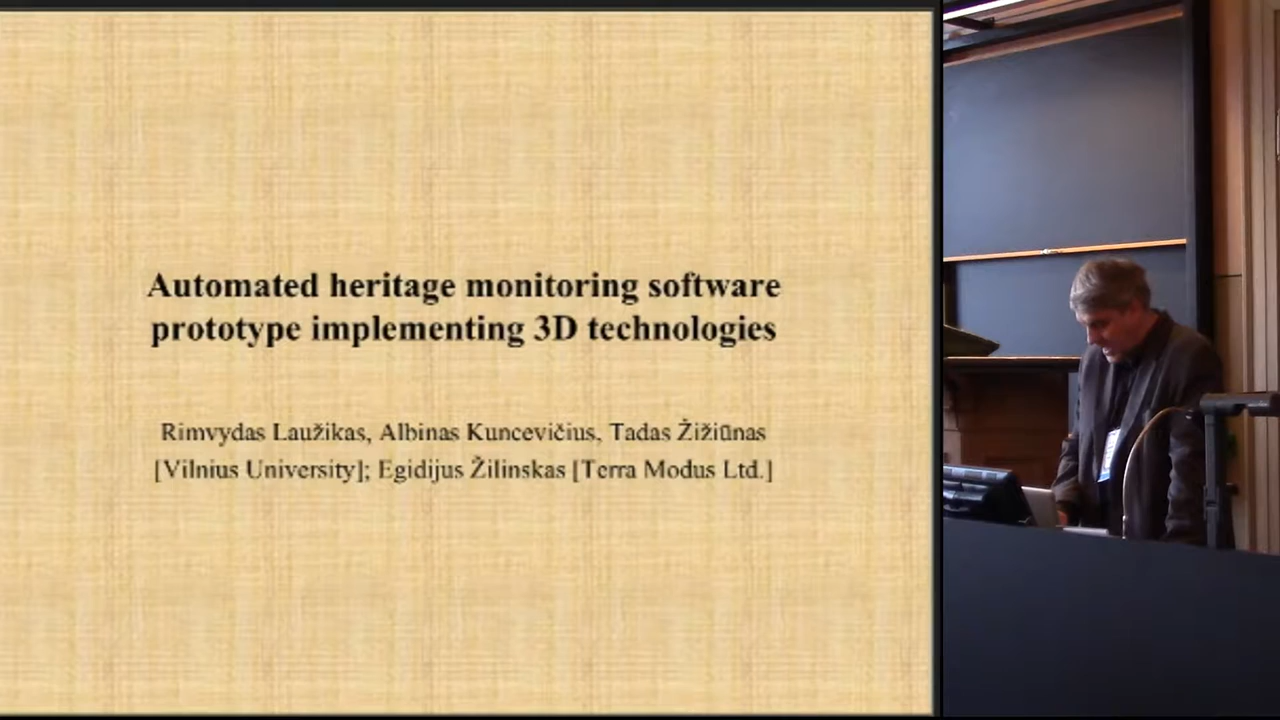 Automated heritage monitoring software
prototype implementing 3D technologies
Rimvydas Laužikas, Albinas Kuncevičius, Tadas Žižiūnas
[Vilnius University]; Egidijus Žilinskas [Terra Modus Ltd.]